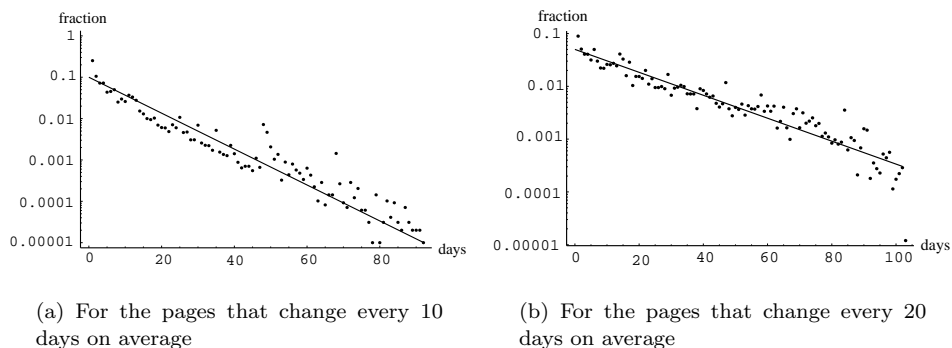 fraction
1
0.1
0.01
0.001
0.0001
0.00001
0 20 40 60 80
days
(a) For the pages that change every 10
days on average
fraction
0.1
0.01
0.001
0.0001
0.00001
0 20 40 60 80 100
days
(b) For the pages that change every 20
days on average